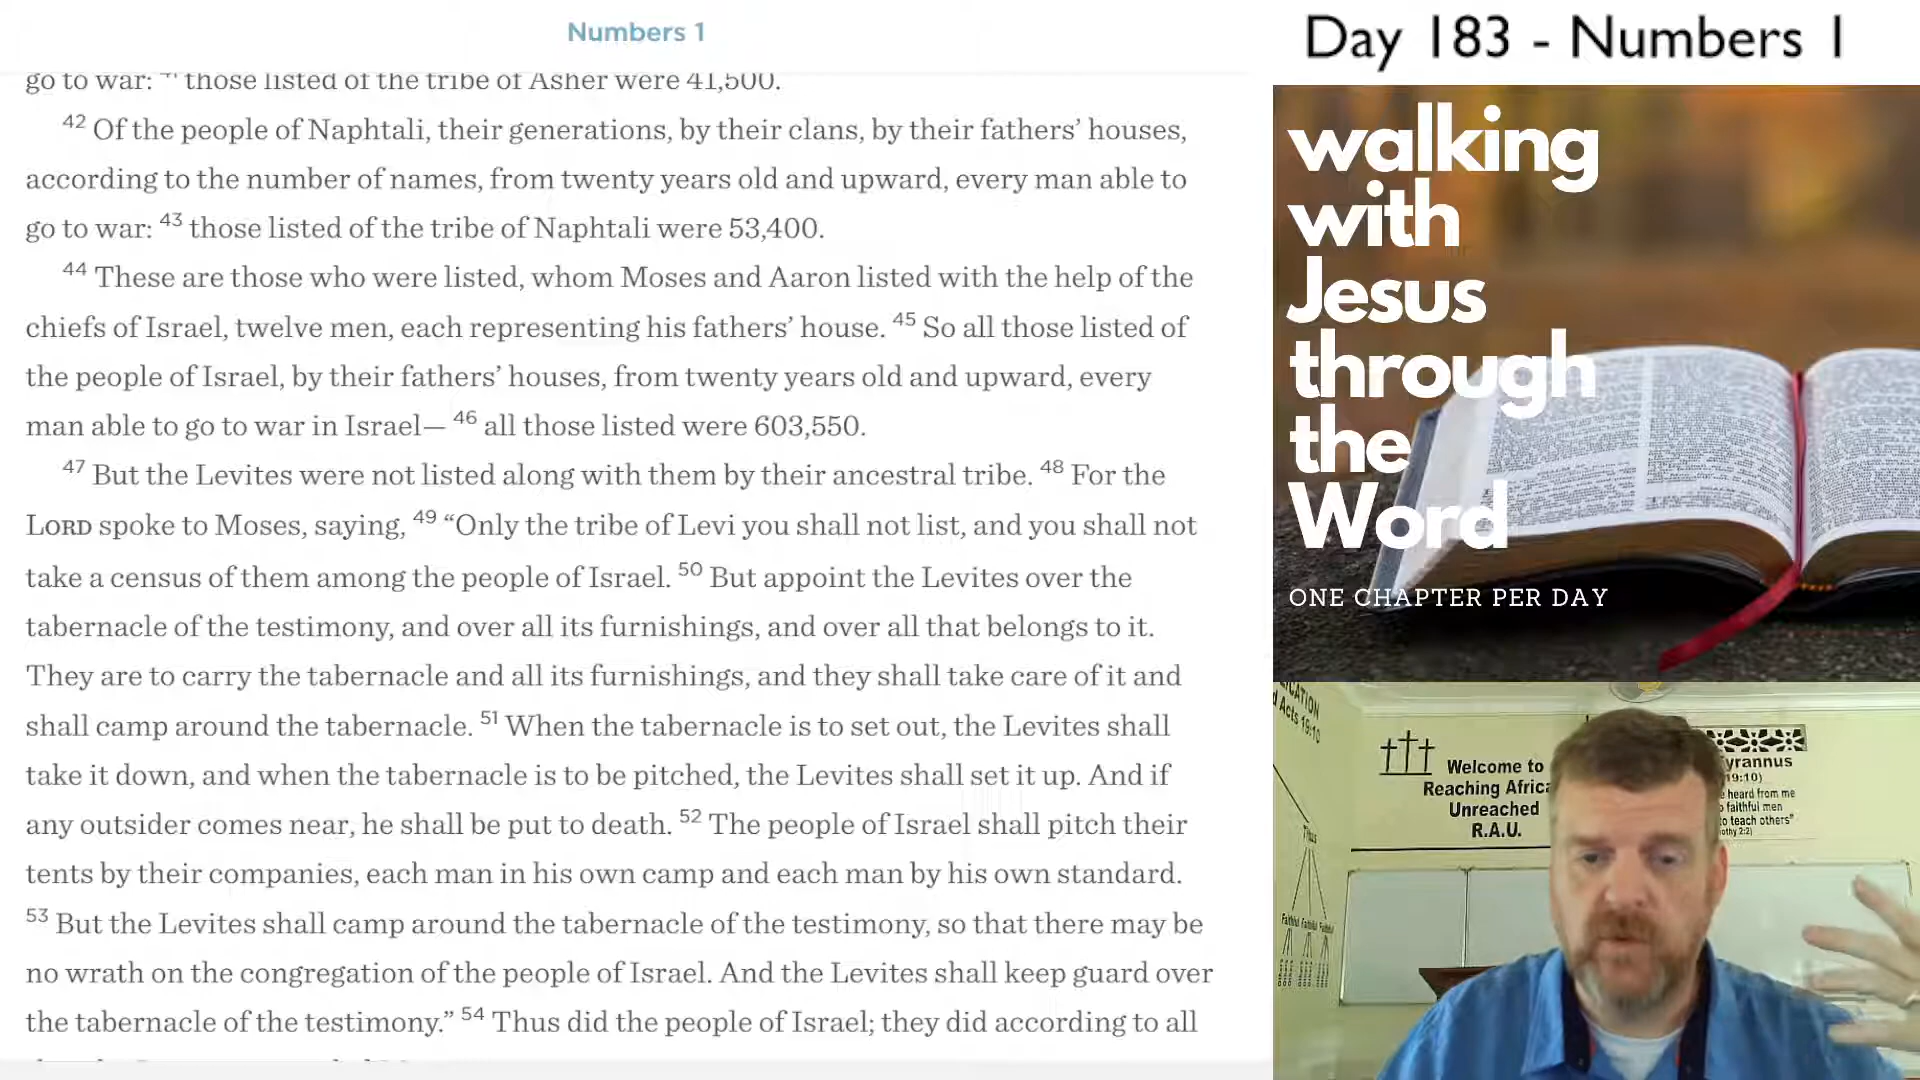 Numbers 1
go to war: 41 those listed of the tribe of Asher were 41,500.
42 Of the people of Naphtali, their generations, by their clans, by their fathers’ houses,
according to the number of names, from twenty years old and upward, every man able to
go to war: 43 those listed of the tribe of Naphtali were 53,400.
44 These are those who were listed, whom Moses and Aaron listed with the help of the
chiefs of Israel, twelve men, each representing his fathers’ house. 45 So all those listed of
the people of Israel, by their fathers’ houses, from twenty years old and upward, every
man able to go to war in Israel— 46 all those listed were 603,550.
47 But the Levites were not listed along with them by their ancestral tribe. 48 For the
LORD spoke to Moses, saying, 49 “Only the tribe of Levi you shall not list, and you shall not
take a census of them among the people of Israel. 50 But appoint the Levites over the
tabernacle of the testimony, and over all its furnishings, and over all that belongs to it.
They are to carry the tabernacle and all its furnishings, and they shall take care of it and
shall camp around the tabernacle. 51 When the tabernacle is to set out, the Levites shall
take it down, and when the tabernacle is to be pitched, the Levites shall set it up. And if
any outsider comes near, he shall be put to death. 52 The people of Israel shall pitch their
tents by their companies, each man in his own camp and each man by his own standard.
53 But the Levites shall camp around the tabernacle of the testimony, so that there may be
no wrath on the congregation of the people of Israel. And the Levites shall keep guard over
the tabernacle of the testimony.” 54 Thus did the people of Israel; they did according to all
Day 183 - Numbers 1
walking
with
Jesus
through
the
Word
ONE CHAPTER PER DAY
LICATION
Acts 19:10
Welcome to
Reaching Africa
Unreached
R.A.U.
yrannus
19:10)
heard from me
faithful men
to teach others”
othy 2:2)
Titus
Faithful Faithful Faithful